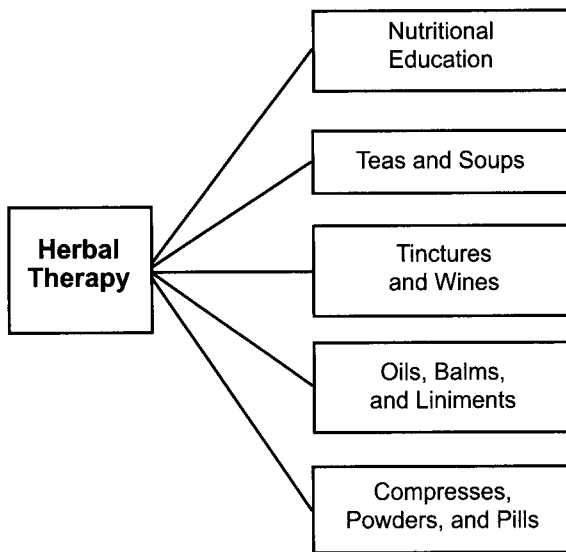 Nutritional
Education
Teas and Soups
Herbal
Therapy
Tinctures
and Wines
Oils, Balms,
and Liniments
Compresses,
Powders, and Pills